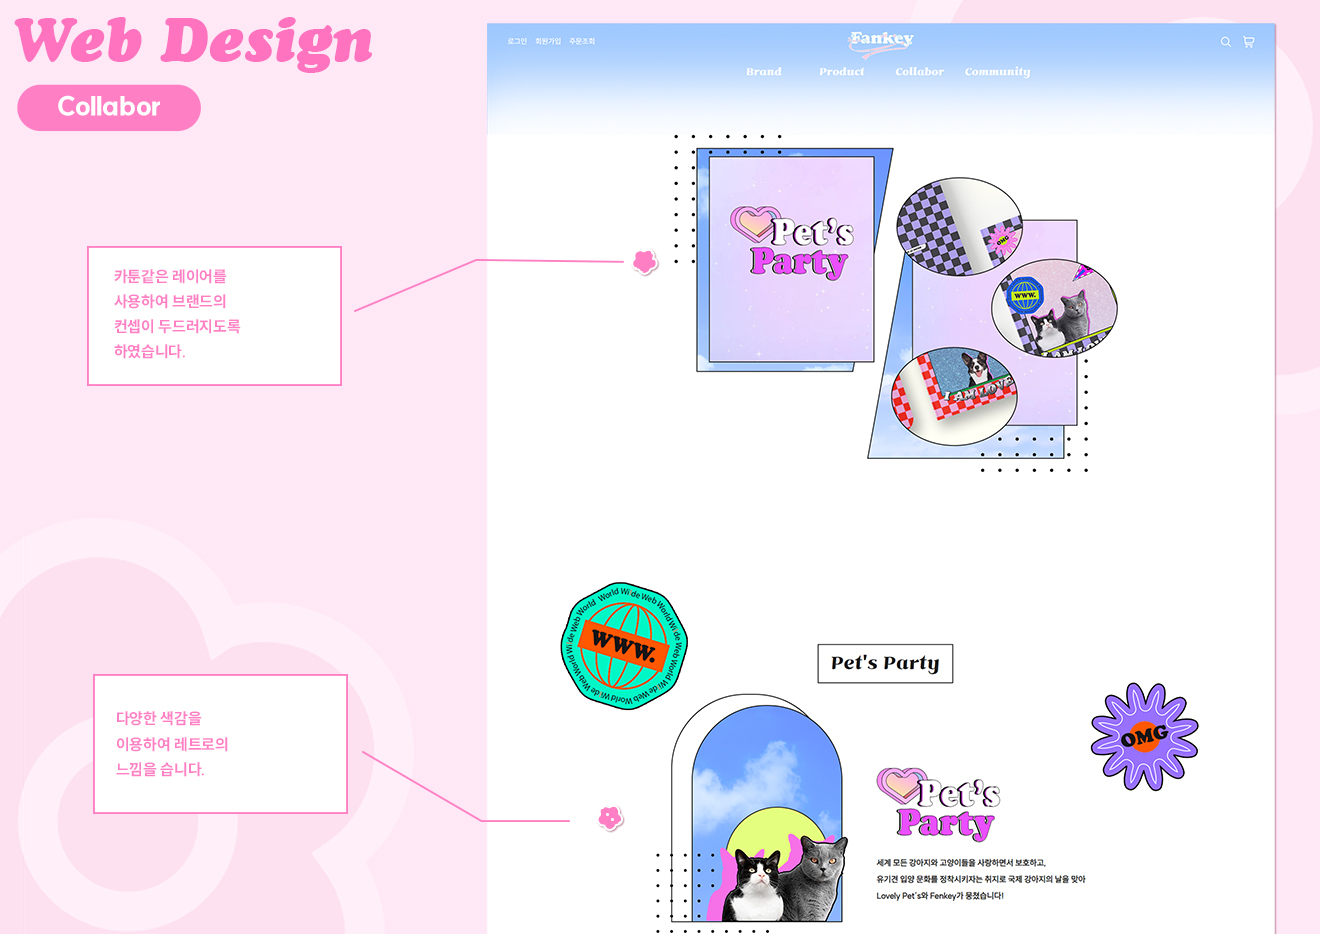 Web Design
Collabor
로그인 회원가입 주문조회
Fankey
Brand Product Collabor Community
카툰같은 레이어를
사용하여 브랜드의
컨셉이 두드러지도록
하였습니다.
Pet's
Party
OMG
WWW.
I AM LOVE
World Wi de Web World Wi de Web World Wi de Web World Wi de Web World Wi de Web World
WWW.
Pet's Party
OMG
다양한 색감을
이용하여 레트로의
느낌을 습니다.
Pet's
Party
세계 모든 강아지와 고양이들을 사랑하면서 보호하고,
유기견 입양 문화를 정착시키자는 취지로 국제 강아지의 날을 맞아
Lovely Pet's와 Fenkey가 뭉쳤습니다!